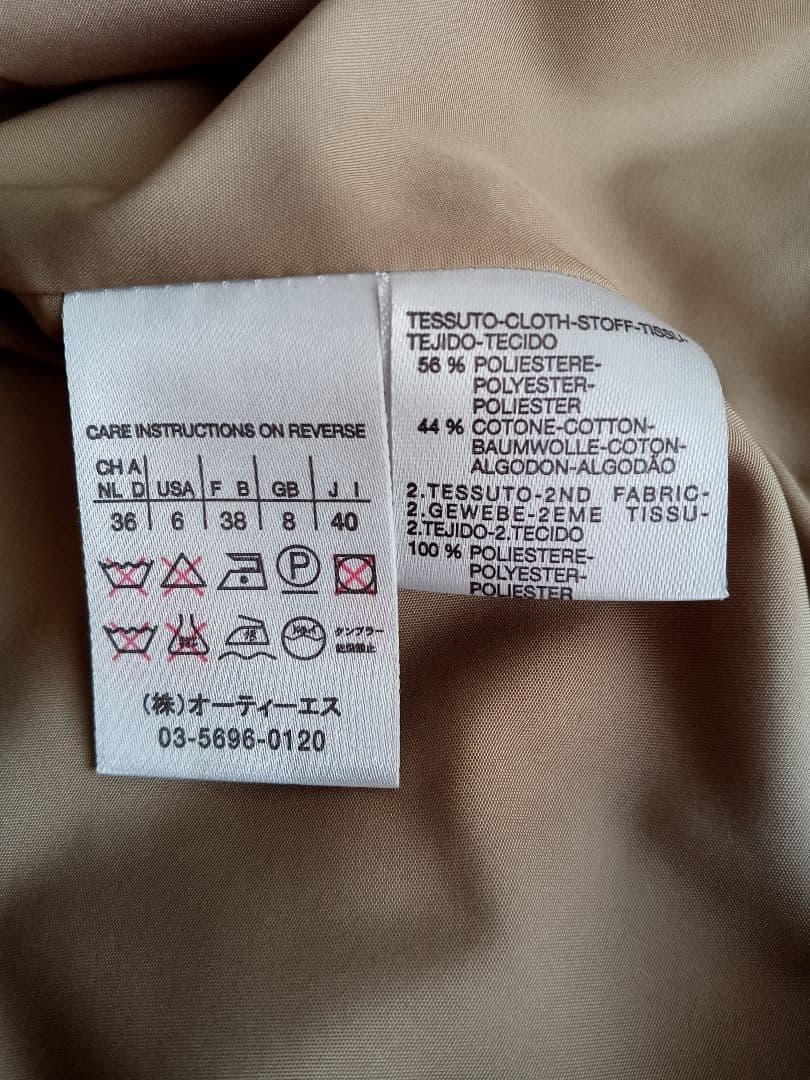 CARE INSTRUCTIONS ON REVERSE
CH A
NL D USA F B GB J I
36 6 38 8 40
P
タンブラー
乾燥禁止
(株)オーティーエス
03-5696-0120
TESSUTO-CLOTH-STOFF-TISSU-
TEJIDO-TECIDO
56 % POLIESTERE-
POLYESTER-
POLIESTER
44 % COTONE-COTTON-
BAUMWOLLE-COTON-
ALGODON-ALGODÃO
2.TESSUTO-2ND FABRIC-
2.GEWEBE-2EME TISSU-
2.TEJIDO-2.TECIDO
100 % POLIESTERE-
POLYESTER-
POLIESTER